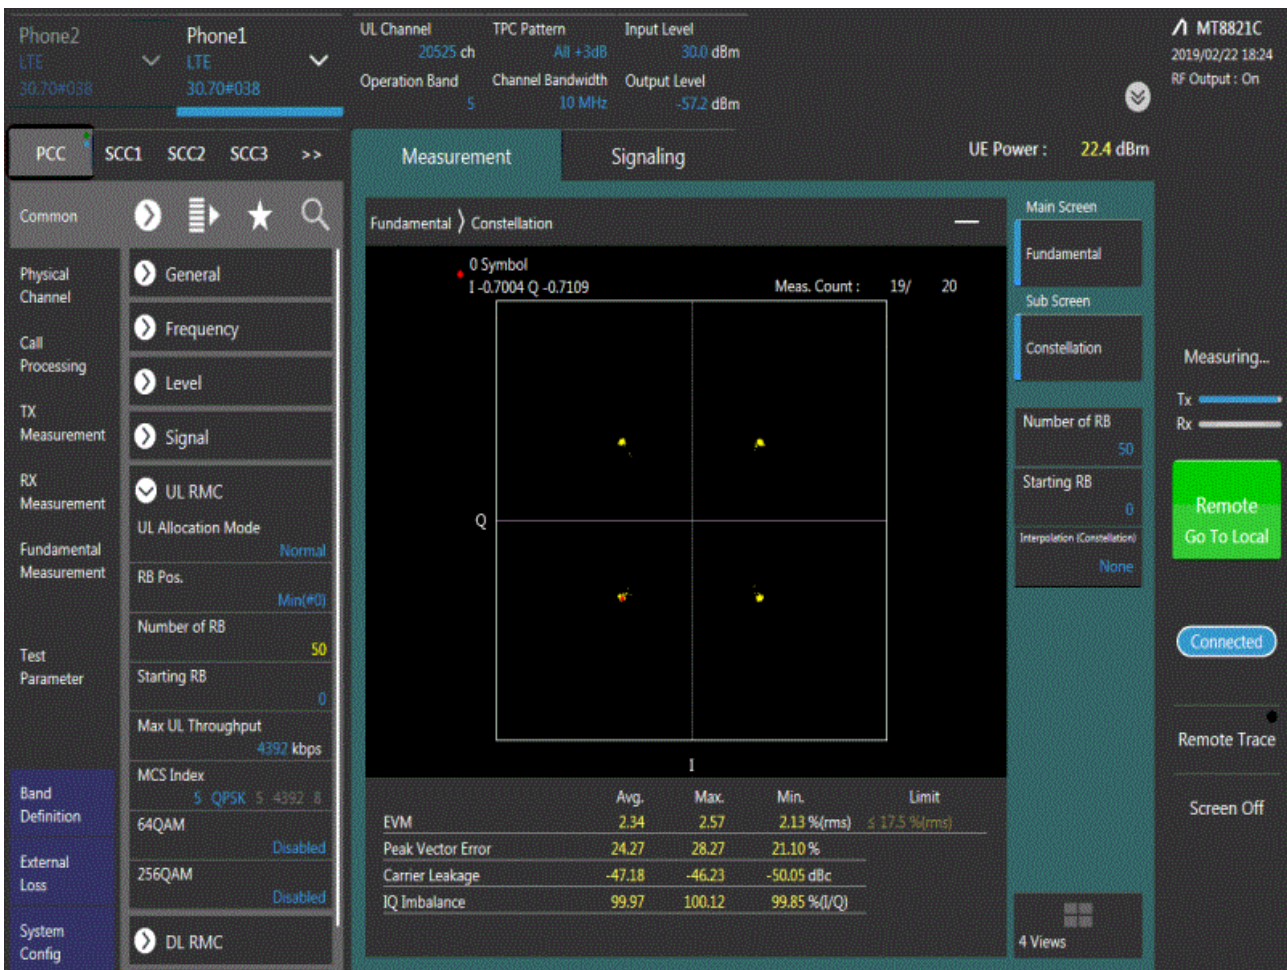 Phone2
LTE
30.70#038
Phone1
LTE
30.70#038
UL Channel
20525 ch
TPC Pattern
All +3dB
Input Level
30.0 dBm
Operation Band
5
Channel Bandwidth
10 MHz
Output Level
-57.2 dBm
MT8821C
2019/02/22 18:24
RF Output : On
PCC SCC1 SCC2 SCC3 >>
Measurement
Signaling
UE Power : 22.4 dBm
Common
Physical
Channel
Call
Processing
TX
Measurement
RX
Measurement
Fundamental
Measurement
Test
Parameter
Band
Definition
External
Loss
System
Config
General
Frequency
Level
Signal
UL RMC
UL Allocation Mode
Normal
RB Pos.
Min(#0)
Number of RB
50
Starting RB
0
Max UL Throughput
4392 kbps
MCS Index
5 QPSK 5 4392 8
64QAM
Disabled
256QAM
Disabled
DL RMC
Fundamental 〉 Constellation
0 Symbol
I -0.7004 Q -0.7109
Meas. Count : 19/ 20
Q
I
Avg. Max. Min. Limit
EVM 2.34 2.57 2.13 %(rms) ≤ 17.5 %(rms)
Peak Vector Error 24.27 28.27 21.10 %
Carrier Leakage -47.18 -46.23 -50.05 dBc
IQ Imbalance 99.97 100.12 99.85 %(I/Q)
Main Screen
Fundamental
Sub Screen
Constellation
Number of RB
50
Starting RB
0
Interpolation (Constellation)
None
4 Views
Measuring...
Tx
Rx
Remote
Go To Local
Connected
Remote Trace
Screen Off